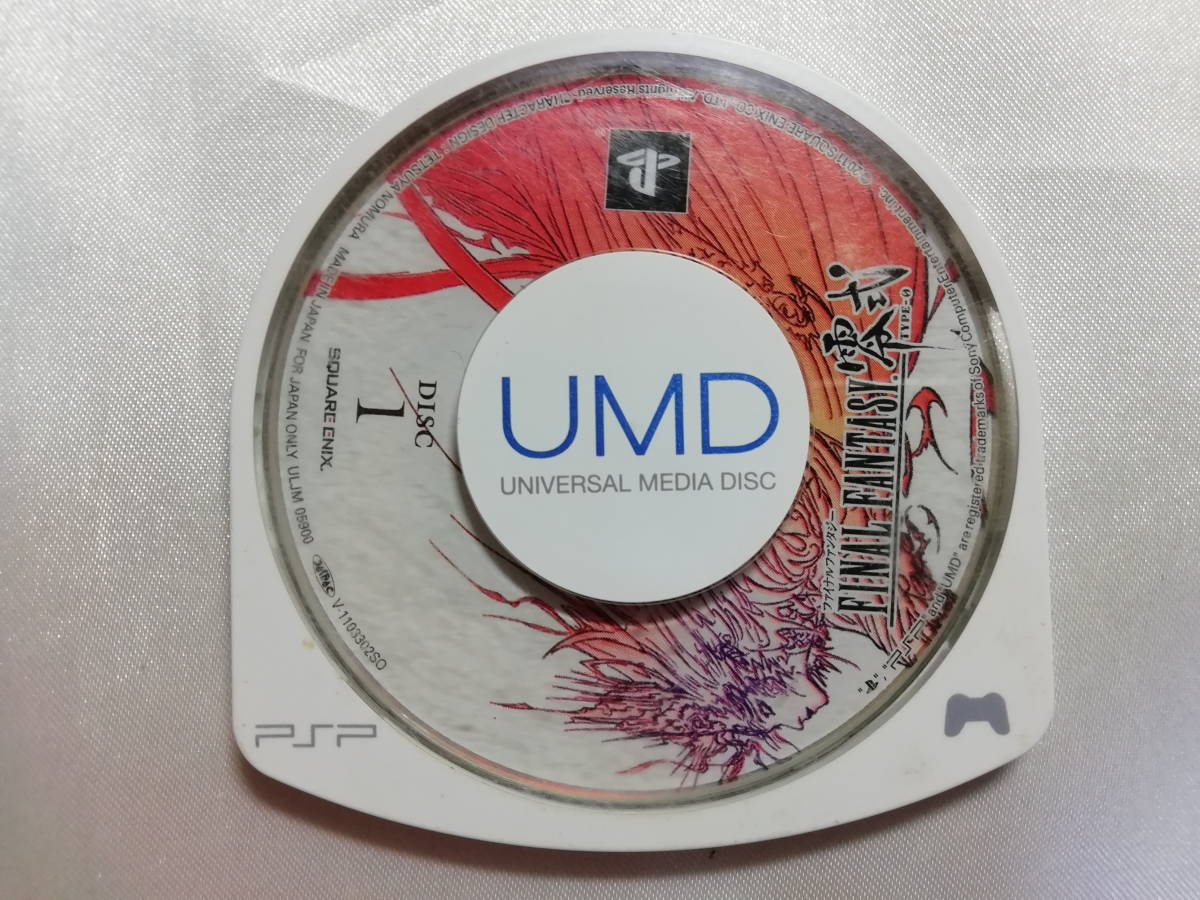 UMD
UNIVERSAL MEDIA DISC
ファイナルファンタジー
FINAL FANTASY 零式
TYPE-0
DISC
1
SQUARE ENIX.
© 2011 SQUARE ENIX CO., LTD. All Rights Reserved. CHARACTER DESIGN: TETSUYA NOMURA MADE IN JAPAN FOR JAPAN ONLY ULJM 05900
V-1103302SO
"PSP" and "UMD" are registered trademarks of Sony Computer Entertainment Inc.
PSP